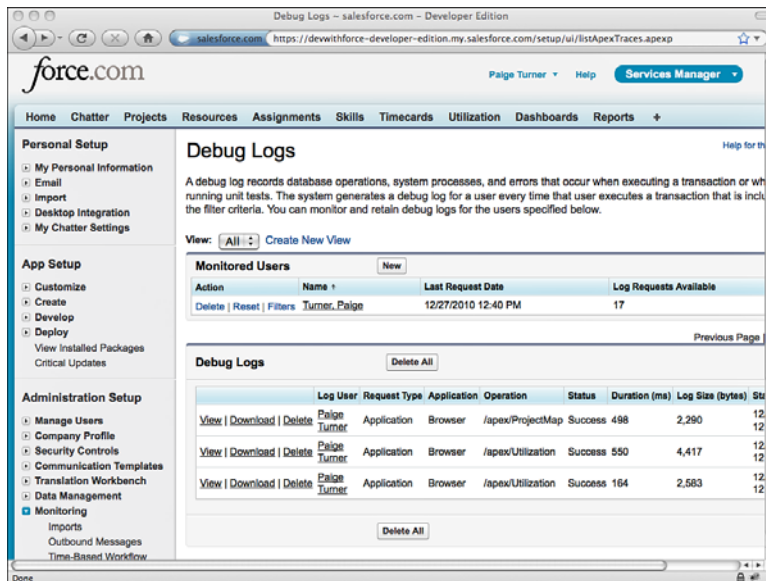 Debug Logs ~ salesforce.com – Developer Edition
salesforce.com https://devwithforce-developer-edition.my.salesforce.com/setup/ui/listApexTraces.apexp
force.com
Paige Turner Help Services Manager
Home Chatter Projects Resources Assignments Skills Timecards Utilization Dashboards Reports +
Personal Setup
My Personal Information
Email
Import
Desktop Integration
My Chatter Settings
App Setup
Customize
Create
Develop
Deploy
View Installed Packages
Critical Updates
Administration Setup
Manage Users
Company Profile
Security Controls
Communication Templates
Translation Workbench
Data Management
Monitoring
Imports
Outbound Messages
Time-Based Workflow
Debug Logs
Help for th
A debug log records database operations, system processes, and errors that occur when executing a transaction or wh
running unit tests. The system generates a debug log for a user every time that user executes a transaction that is inclu
the filter criteria. You can monitor and retain debug logs for the users specified below.
View: All Create New View
Monitored Users New
Action Name ↑ Last Request Date Log Requests Available
Delete | Reset | Filters Turner, Paige 12/27/2010 12:40 PM 17
Previous Page |
Debug Logs Delete All
Log User Request Type Application Operation Status Duration (ms) Log Size (bytes) Sta
View | Download | Delete Paige Turner Application Browser /apex/ProjectMap Success 498 2,290 12/ 12
View | Download | Delete Paige Turner Application Browser /apex/Utilization Success 550 4,417 12/ 12
View | Download | Delete Paige Turner Application Browser /apex/Utilization Success 164 2,583 12/ 12
Delete All
Done